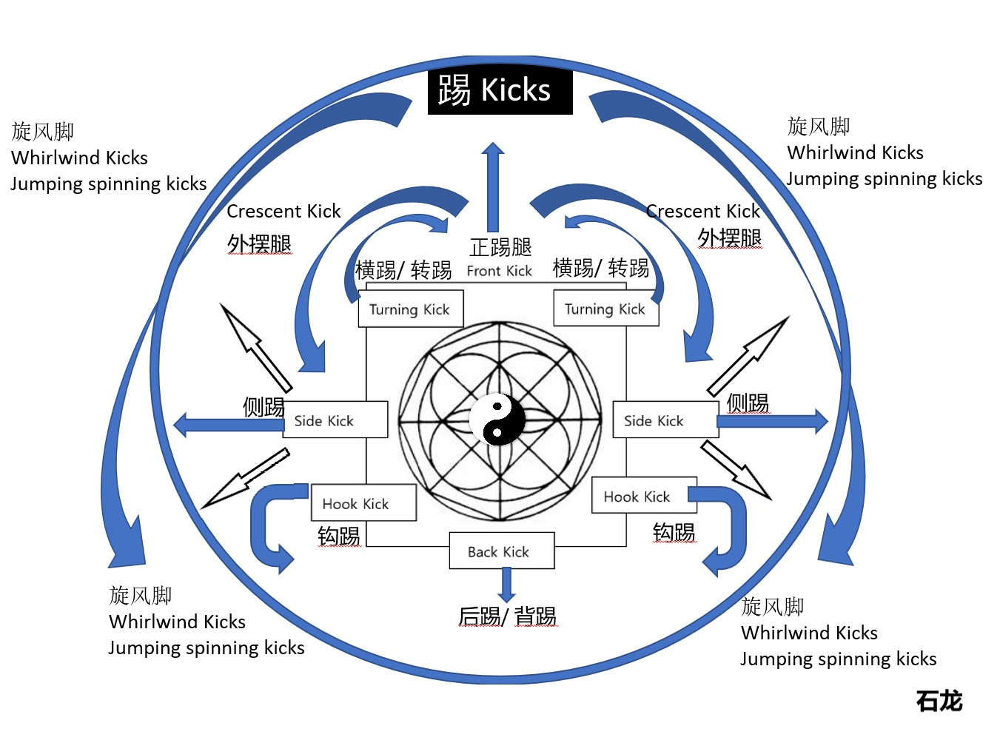 踢 Kicks
旋风脚
Whirlwind Kicks
Jumping spinning kicks
旋风脚
Whirlwind Kicks
Jumping spinning kicks
Crescent Kick
外摆腿
Crescent Kick
外摆腿
正踢腿
Front Kick
横踢/ 转踢
横踢/ 转踢
Turning Kick
Turning Kick
侧踢
Side Kick
Side Kick
侧踢
Hook Kick
钩踢
Hook Kick
钩踢
Back Kick
后踢/ 背踢
旋风脚
Whirlwind Kicks
Jumping spinning kicks
旋风脚
Whirlwind Kicks
Jumping spinning kicks
石龙